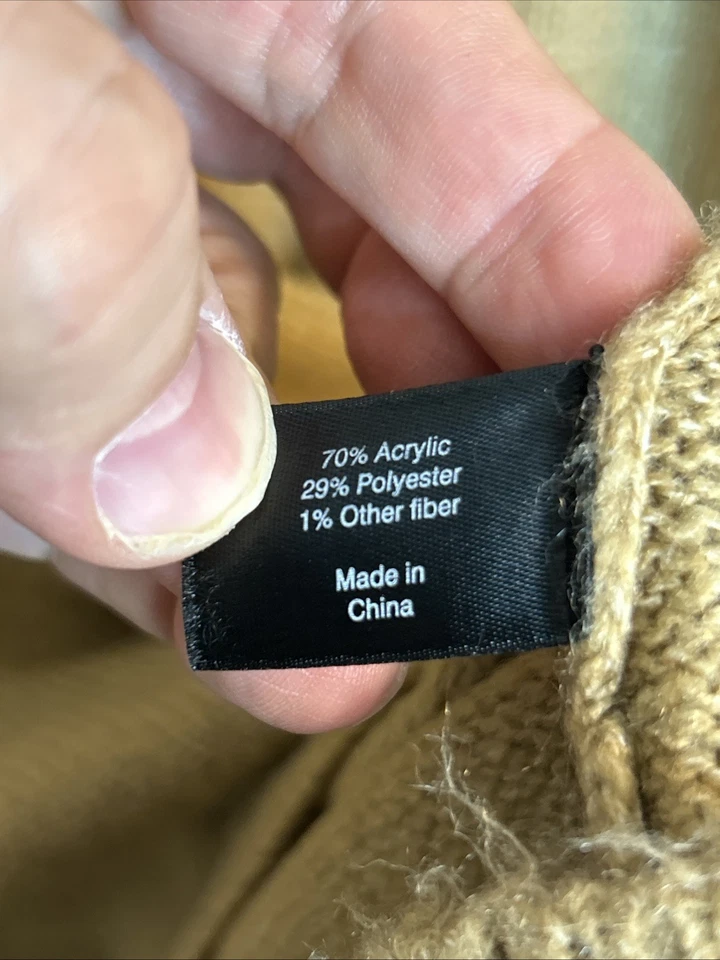 70% Acrylic
29% Polyester
1% Other fiber
Made in
China